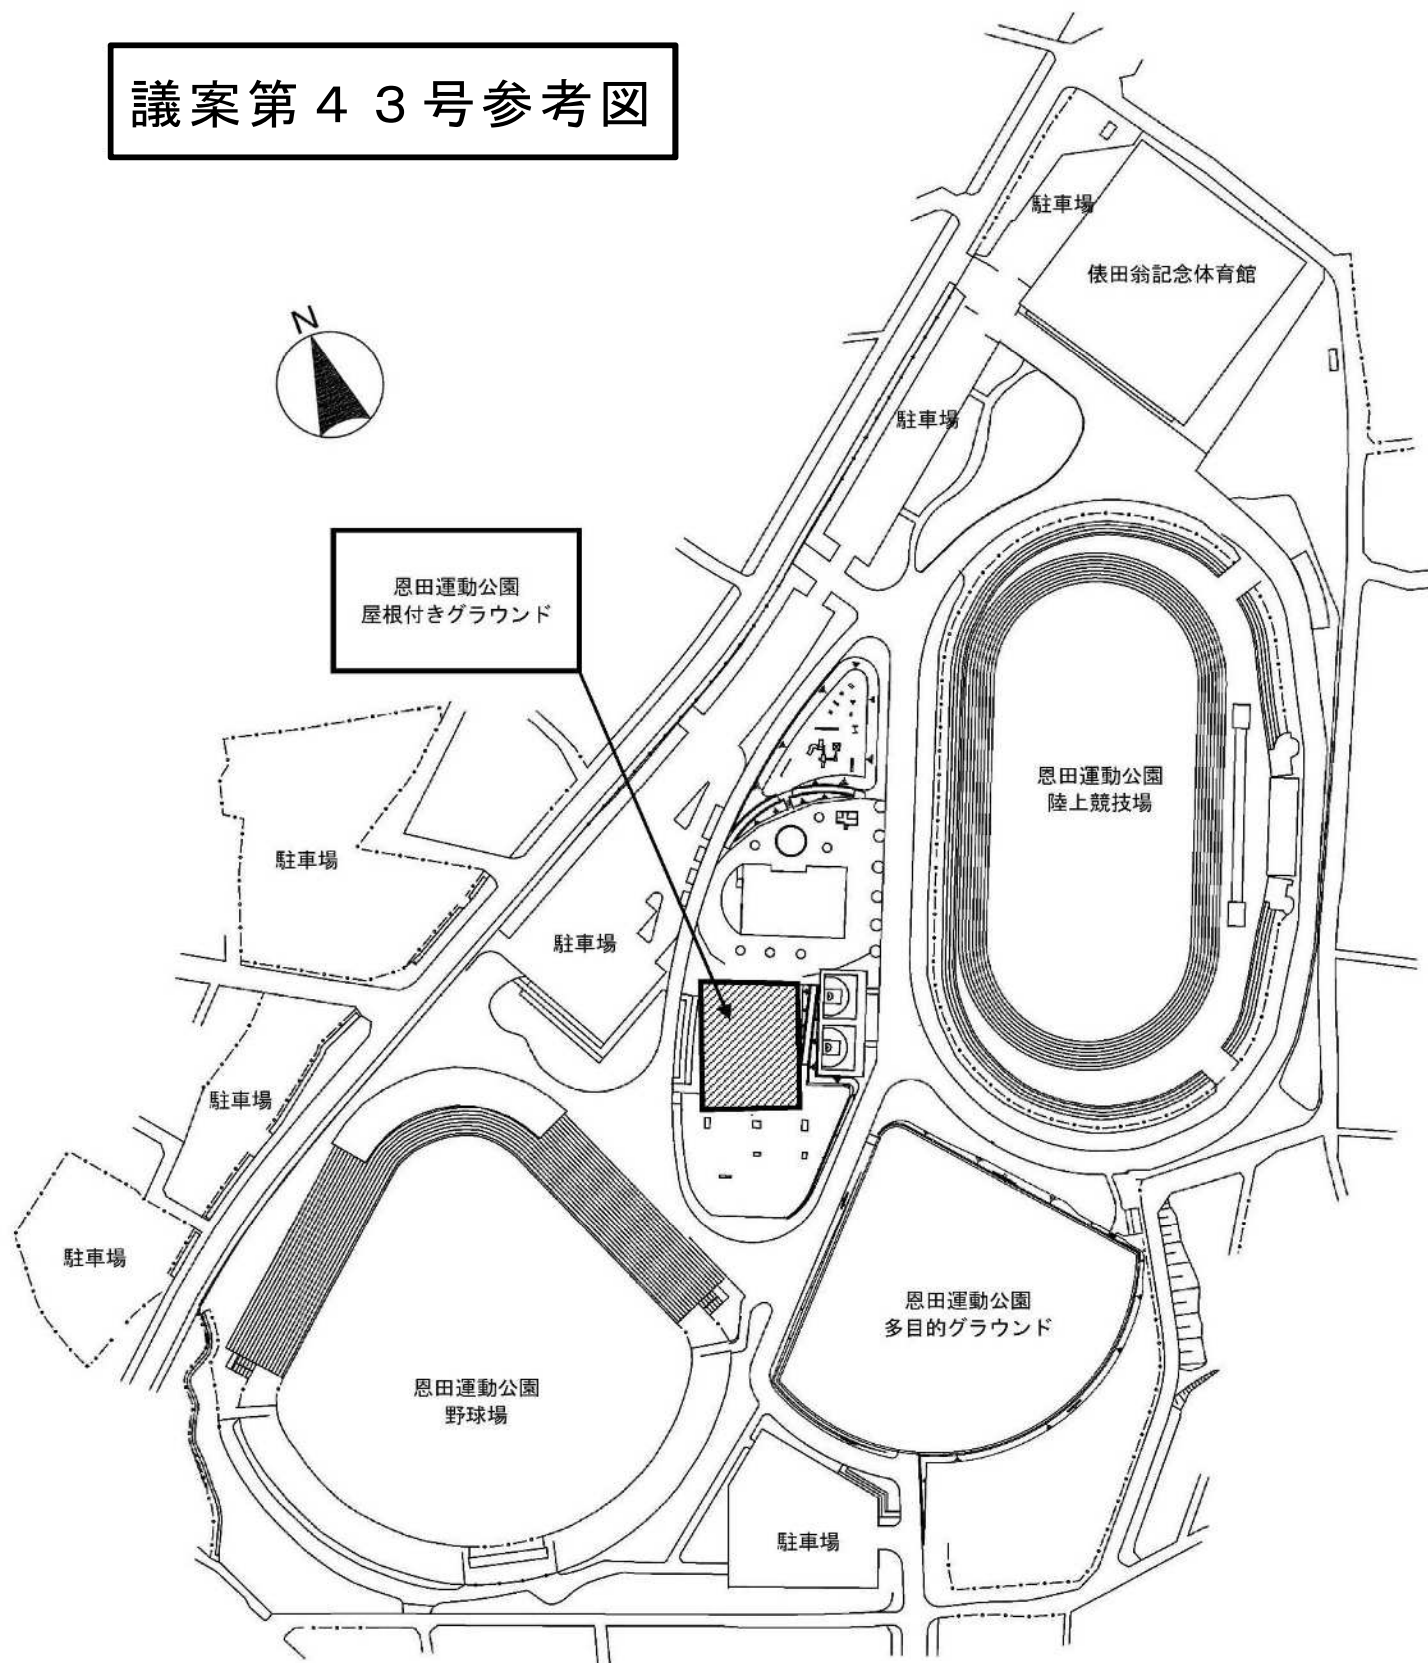 議案第４３号参考図
駐車場
俵田翁記念体育館
N
駐車場
恩田運動公園
屋根付きグラウンド
恩田運動公園
陸上競技場
駐車場
駐車場
駐車場
駐車場
恩田運動公園
多目的グラウンド
恩田運動公園
野球場
駐車場